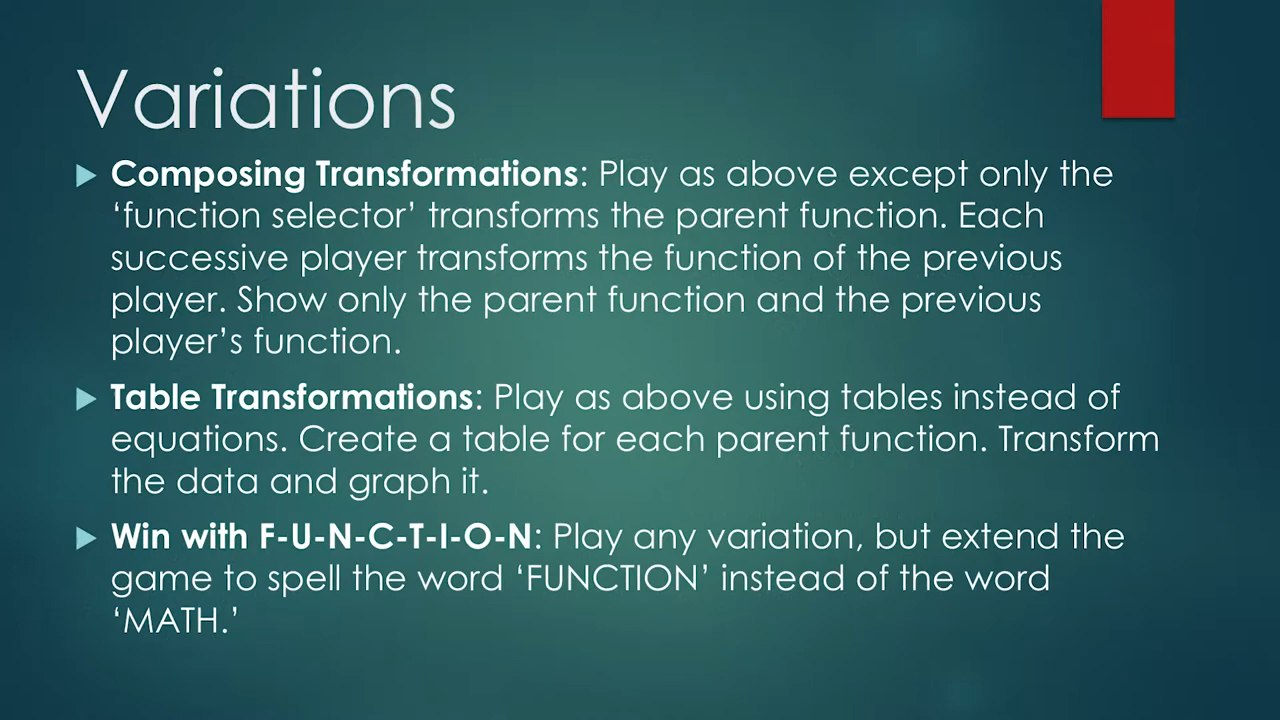 Variations
Composing Transformations: Play as above except only the
‘function selector’ transforms the parent function. Each
successive player transforms the function of the previous
player. Show only the parent function and the previous
player’s function.
Table Transformations: Play as above using tables instead of
equations. Create a table for each parent function. Transform
the data and graph it.
Win with F-U-N-C-T-I-O-N: Play any variation, but extend the
game to spell the word ‘FUNCTION’ instead of the word
‘MATH.’